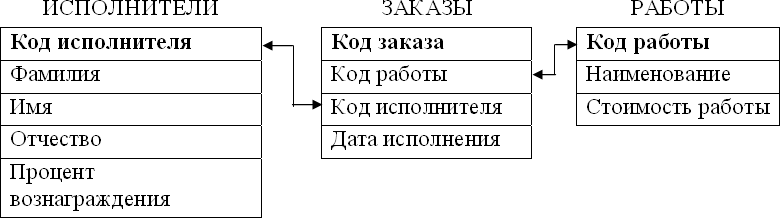 ИСПОЛНИТЕЛИ
Код исполнителя
Фамилия
Имя
Отчество
Процент
вознаграждения
ЗАКАЗЫ
Код заказа
Код работы
Код исполнителя
Дата исполнения
РАБОТЫ
Код работы
Наименование
Стоимость работы